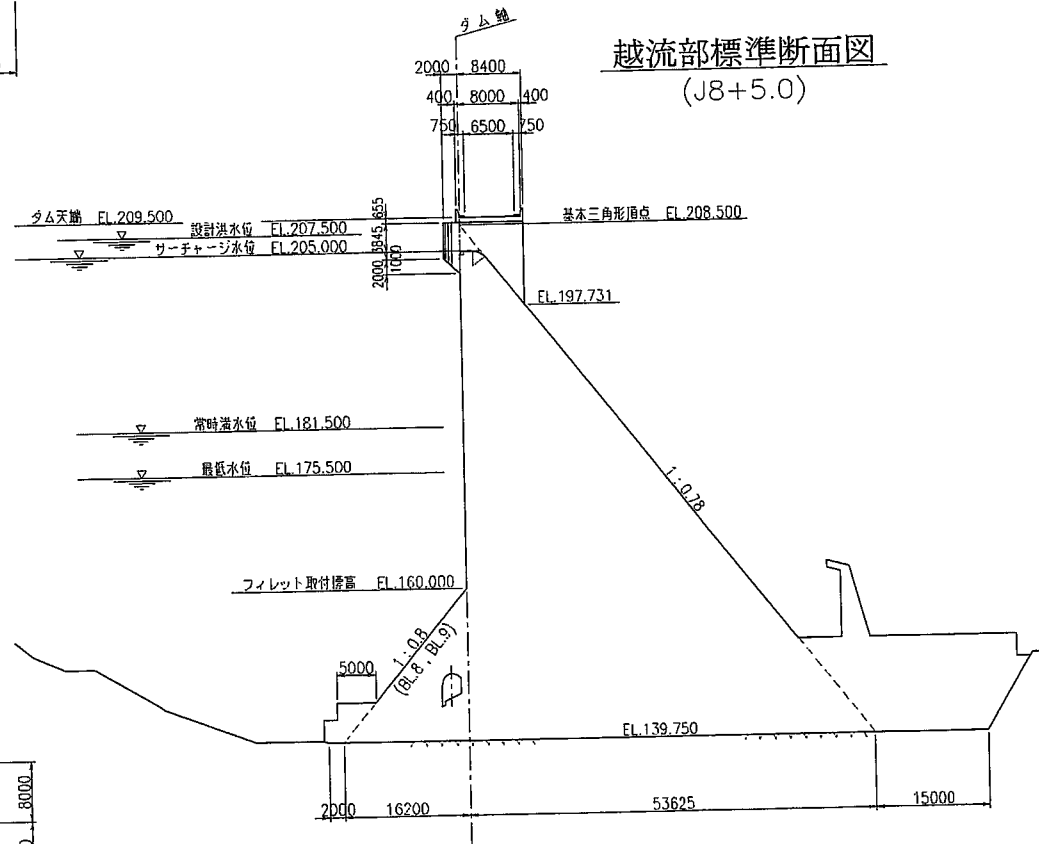 ダム軸
越流部標準断面図
(J8+5.0)
2000 8400
400 8000 400
750 6500 750
655
3845
1000
2000
ダム天端 EL.209.500
設計洪水位 EL.207.500
サーチャージ水位 EL.205.000
基本三角形頂点 EL.208.500
EL.197.731
常時満水位 EL.181.500
最低水位 EL.175.500
1:0.78
フィレット取付標高 EL.160.000
1:0.8
(BL.8 , BL.9)
5000
EL.139.750
8000
2000 16200 53625 15000